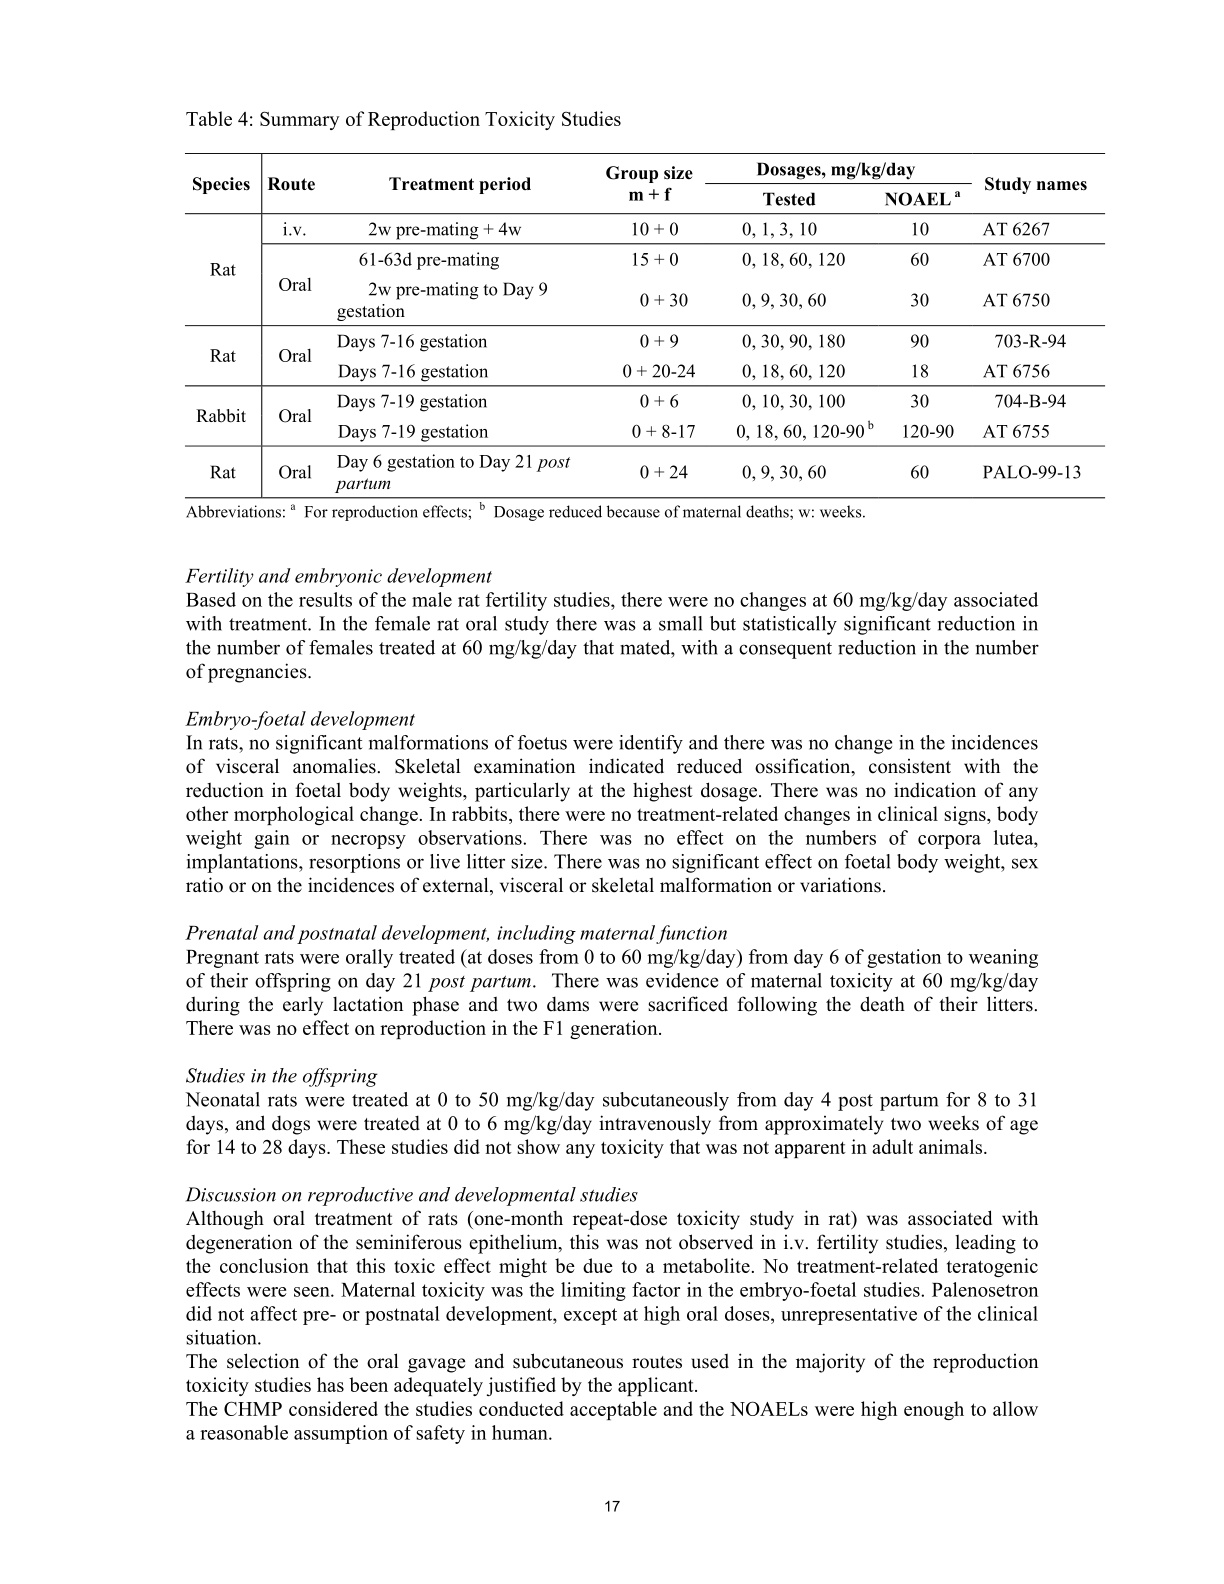 Table 4: Summary of Reproduction Toxicity Studies
Species Route Treatment period Group size m + f Dosages, mg/kg/day Study names
Tested NOAEL a
Rat i.v. 2w pre-mating + 4w 10 + 0 0, 1, 3, 10 10 AT 6267
Oral 61-63d pre-mating 15 + 0 0, 18, 60, 120 60 AT 6700
2w pre-mating to Day 9 gestation 0 + 30 0, 9, 30, 60 30 AT 6750
Rat Oral Days 7-16 gestation 0 + 9 0, 30, 90, 180 90 703-R-94
Days 7-16 gestation 0 + 20-24 0, 18, 60, 120 18 AT 6756
Rabbit Oral Days 7-19 gestation 0 + 6 0, 10, 30, 100 30 704-B-94
Days 7-19 gestation 0 + 8-17 0, 18, 60, 120-90 b 120-90 AT 6755
Rat Oral Day 6 gestation to Day 21 post partum 0 + 24 0, 9, 30, 60 60 PALO-99-13
Abbreviations: a For reproduction effects; b Dosage reduced because of maternal deaths; w: weeks.
Fertility and embryonic development
Based on the results of the male rat fertility studies, there were no changes at 60 mg/kg/day associated
with treatment. In the female rat oral study there was a small but statistically significant reduction in
the number of females treated at 60 mg/kg/day that mated, with a consequent reduction in the number
of pregnancies.
Embryo-foetal development
In rats, no significant malformations of foetus were identify and there was no change in the incidences
of visceral anomalies. Skeletal examination indicated reduced ossification, consistent with the
reduction in foetal body weights, particularly at the highest dosage. There was no indication of any
other morphological change. In rabbits, there were no treatment-related changes in clinical signs, body
weight gain or necropsy observations. There was no effect on the numbers of corpora lutea,
implantations, resorptions or live litter size. There was no significant effect on foetal body weight, sex
ratio or on the incidences of external, visceral or skeletal malformation or variations.
Prenatal and postnatal development, including maternal function
Pregnant rats were orally treated (at doses from 0 to 60 mg/kg/day) from day 6 of gestation to weaning
of their offspring on day 21 post partum. There was evidence of maternal toxicity at 60 mg/kg/day
during the early lactation phase and two dams were sacrificed following the death of their litters.
There was no effect on reproduction in the F1 generation.
Studies in the offspring
Neonatal rats were treated at 0 to 50 mg/kg/day subcutaneously from day 4 post partum for 8 to 31
days, and dogs were treated at 0 to 6 mg/kg/day intravenously from approximately two weeks of age
for 14 to 28 days. These studies did not show any toxicity that was not apparent in adult animals.
Discussion on reproductive and developmental studies
Although oral treatment of rats (one-month repeat-dose toxicity study in rat) was associated with
degeneration of the seminiferous epithelium, this was not observed in i.v. fertility studies, leading to
the conclusion that this toxic effect might be due to a metabolite. No treatment-related teratogenic
effects were seen. Maternal toxicity was the limiting factor in the embryo-foetal studies. Palenosetron
did not affect pre- or postnatal development, except at high oral doses, unrepresentative of the clinical
situation.
The selection of the oral gavage and subcutaneous routes used in the majority of the reproduction
toxicity studies has been adequately justified by the applicant.
The CHMP considered the studies conducted acceptable and the NOAELs were high enough to allow
a reasonable assumption of safety in human.
17